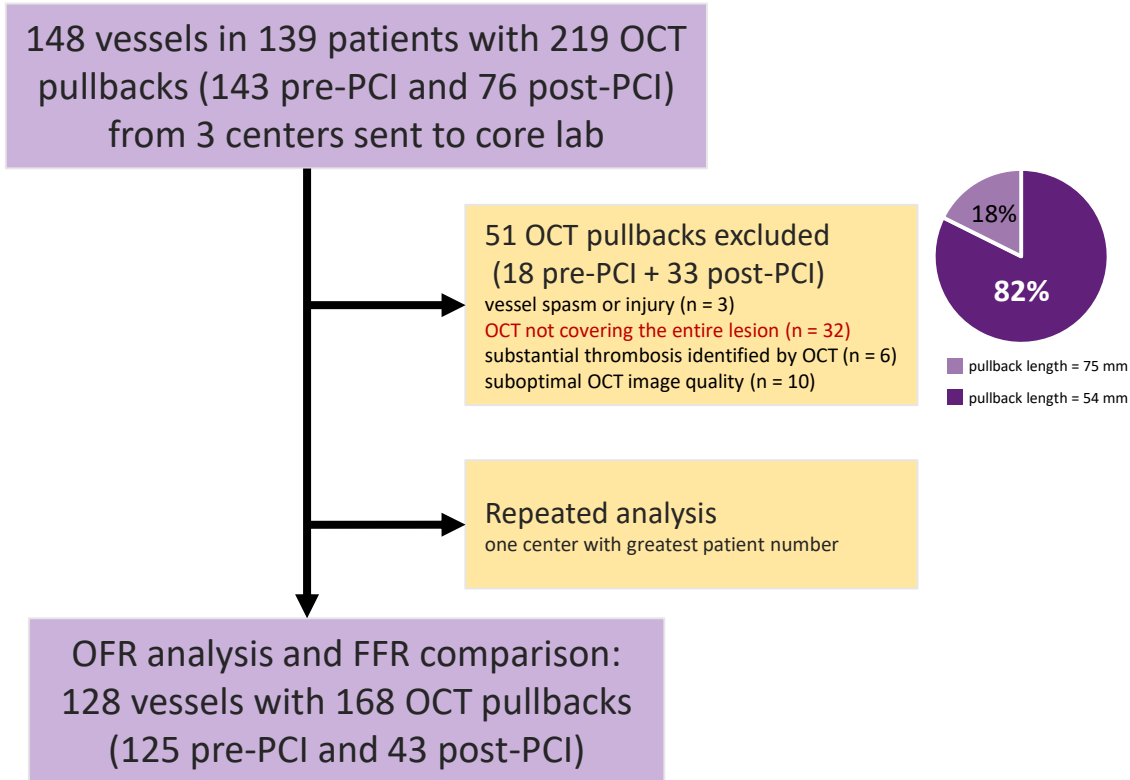 148 vessels in 139 patients with 219 OCT
pullbacks (143 pre-PCI and 76 post-PCI)
from 3 centers sent to core lab
51 OCT pullbacks excluded
(18 pre-PCI + 33 post-PCI)
vessel spasm or injury (n = 3)
OCT not covering the entire lesion (n = 32)
substantial thrombosis identified by OCT (n = 6)
suboptimal OCT image quality (n = 10)
18%
82%
pullback length = 75 mm
pullback length = 54 mm
Repeated analysis
one center with greatest patient number
OFR analysis and FFR comparison:
128 vessels with 168 OCT pullbacks
(125 pre-PCI and 43 post-PCI)